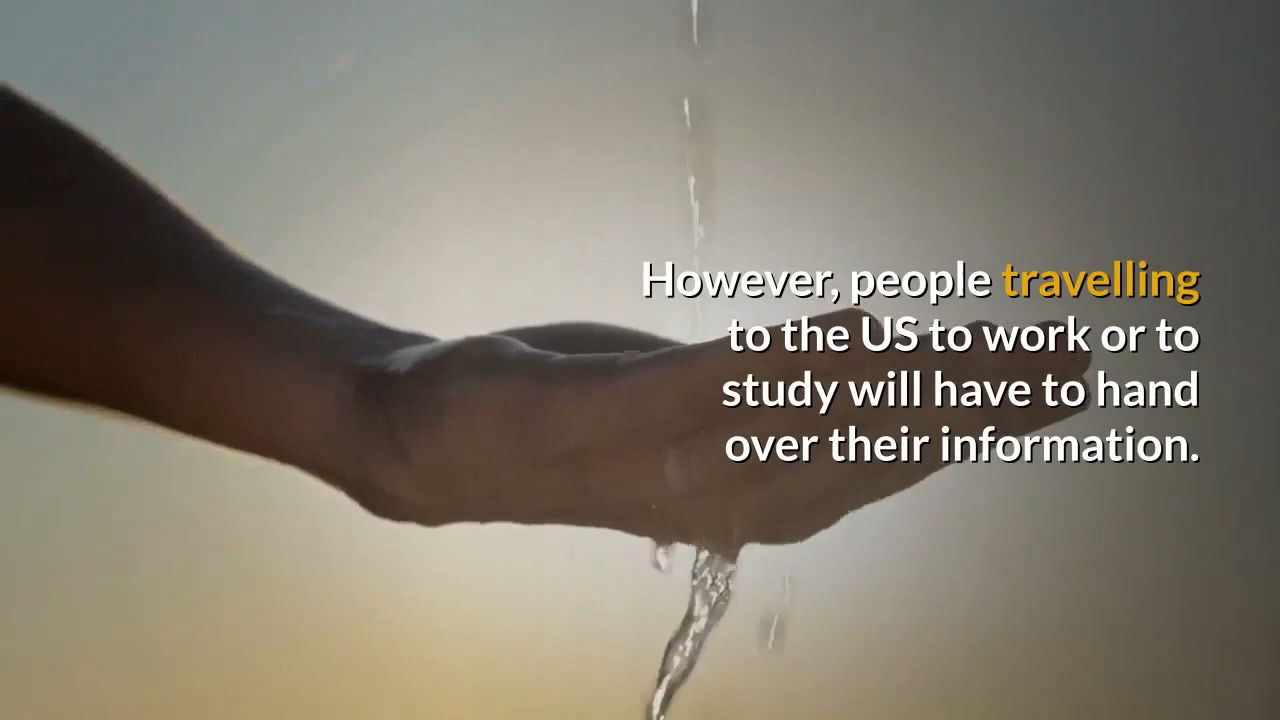 However, people travelling
to the US to work or to
study will have to hand
over their information.